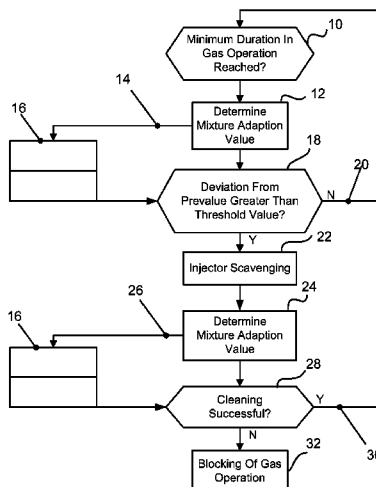 10
Minimum Duration In
Gas Operation
Reached?
14
12
16
Determine
Mixture Adaption
Value
18
Deviation From
Prevalue Greater Than
Threshold Value?
N
20
Y
22
Injector Scavenging
26
24
16
Determine
Mixture Adaption
Value
28
Cleaning
Successful?
Y
N
32
30
Blocking Of Gas
Operation